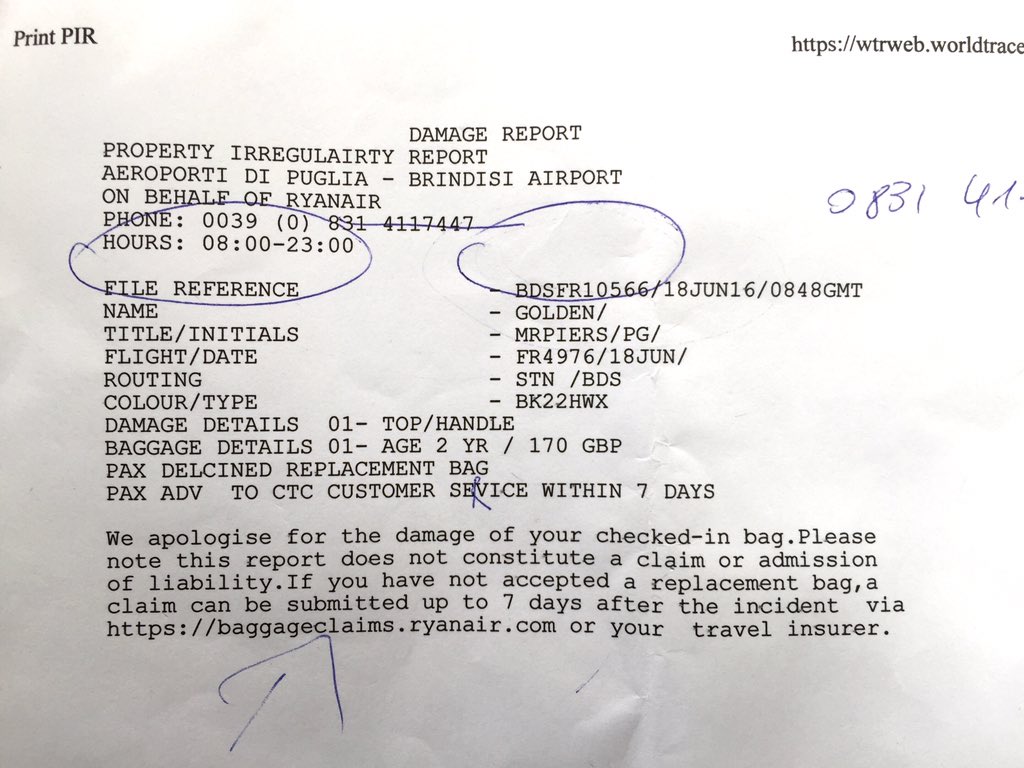 Print PIR
https://wtrweb.worldtrace
DAMAGE REPORT
PROPERTY IRREGULAIRTY REPORT
AEROPORTI DI PUGLIA - BRINDISI AIRPORT
ON BEHALF OF RYANAIR
PHONE: 0039 (0) 831 4117447
0831 41
HOURS: 08:00-23:00
FILE REFERENCE - BDSFR10566/18JUN16/0848GMT
NAME - GOLDEN/
TITLE/INITIALS - MRPIERS/PG/
FLIGHT/DATE - FR4976/18JUN/
ROUTING - STN /BDS
COLOUR/TYPE - BK22HWX
DAMAGE DETAILS 01- TOP/HANDLE
BAGGAGE DETAILS 01- AGE 2 YR / 170 GBP
PAX DELCINED REPLACEMENT BAG
PAX ADV TO CTC CUSTOMER SEVICE WITHIN 7 DAYS
R
We apologise for the damage of your checked-in bag.Please
note this report does not constitute a claim or admission
of liability.If you have not accepted a replacement bag,a
claim can be submitted up to 7 days after the incident via
https://baggageclaims.ryanair.com or your travel insurer.